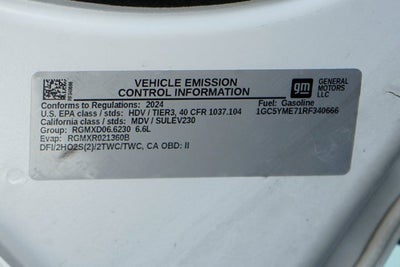 VEHICLE EMISSION
CONTROL INFORMATION
gm GENERAL
MOTORS
LLC
Conforms to Regulations: 2024 Fuel: Gasoline
U.S. EPA class / stds: HDV / TIER3, 40 CFR 1037.104 1GC5YME71RF340666
California class / stds: MDV / SULEV230
Group: RGMXD06.6230 6.6L
Evap: RGMXR021360B
DFI/2HO2S(2)/2TWC/TWC, CA OBD: II